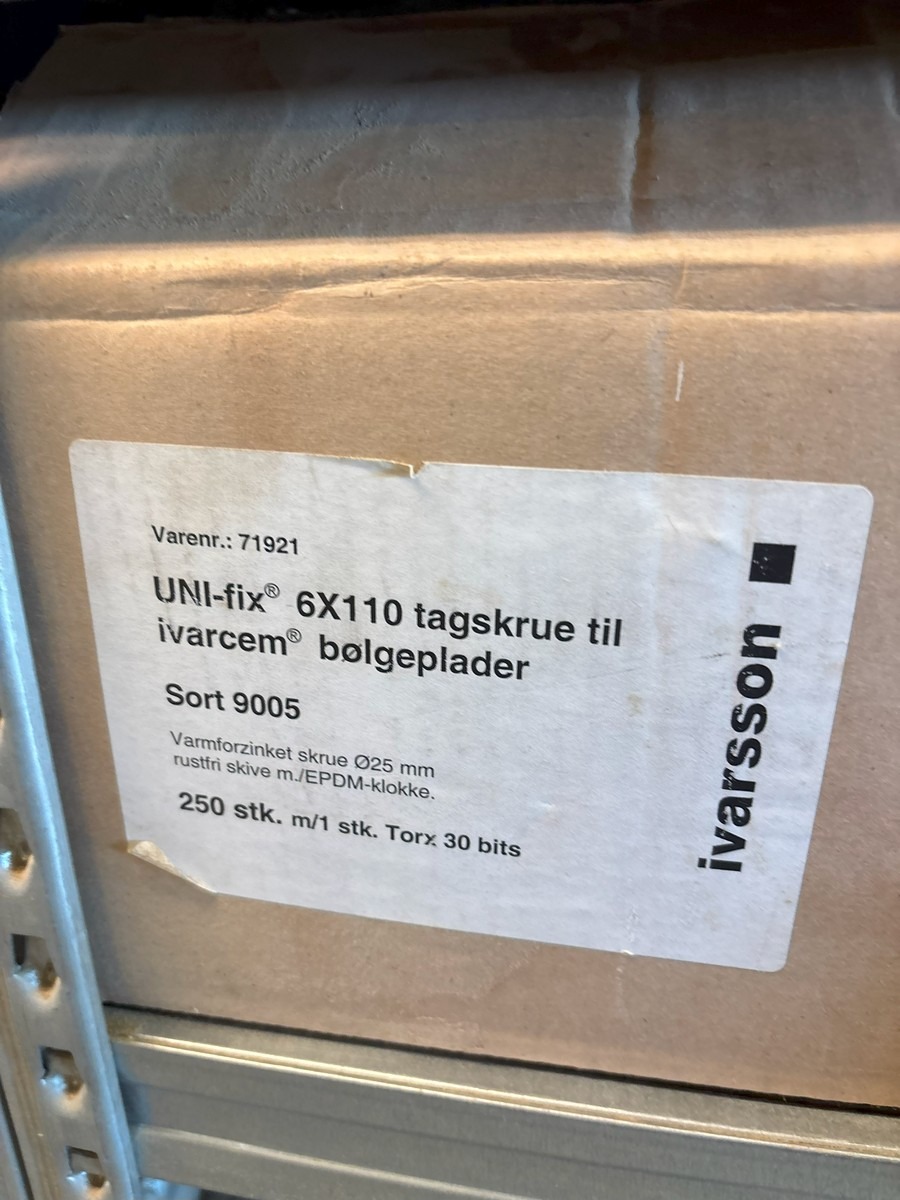 Varenr.: 71921
UNI-fix® 6X110 tagskrue til
ivarcem® bølgeplader
Sort 9005
Varmforzinket skrue Ø25 mm
rustfri skive m./EPDM-klokke.
250 stk. m/1 stk. Torx 30 bits
ivarsson